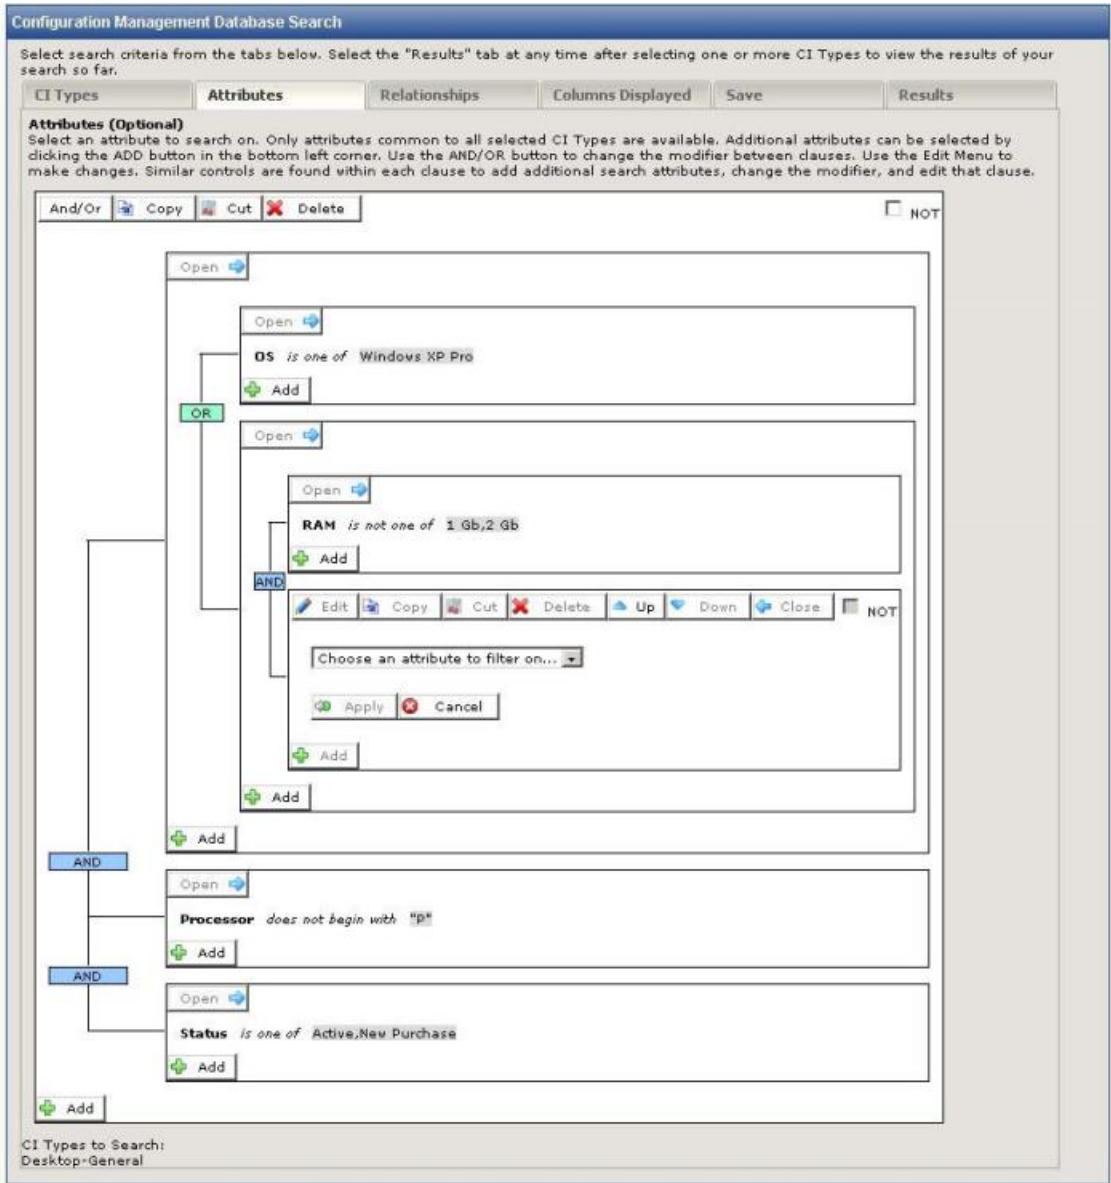 Configuration Management Database Search
Select search criteria from the tabs below. Select the "Results" tab at any time after selecting one or more CI Types to view the results of your
search so far.
CI Types Attributes Relationships Columns Displayed Save Results
Attributes (Optional)
Select an attribute to search on. Only attributes common to all selected CI Types are available. Additional attributes can be selected by
clicking the ADD button in the bottom left corner. Use the AND/OR button to change the modifier between clauses. Use the Edit Menu to
make changes. Similar controls are found within each clause to add additional search attributes, change the modifier, and edit that clause.
And/Or Copy Cut Delete NOT
Open
Open
OS is one of Windows XP Pro
Add
OR
Open
Open
RAM is not one of 1 Gb,2 Gb
Add
AND
Edit Copy Cut Delete Up Down Close NOT
Choose an attribute to filter on...
Apply Cancel
Add
Add
Add
AND
Open
Processor does not begin with "P"
Add
AND
Open
Status is one of Active,New Purchase
Add
Add
CI Types to Search:
Desktop-General